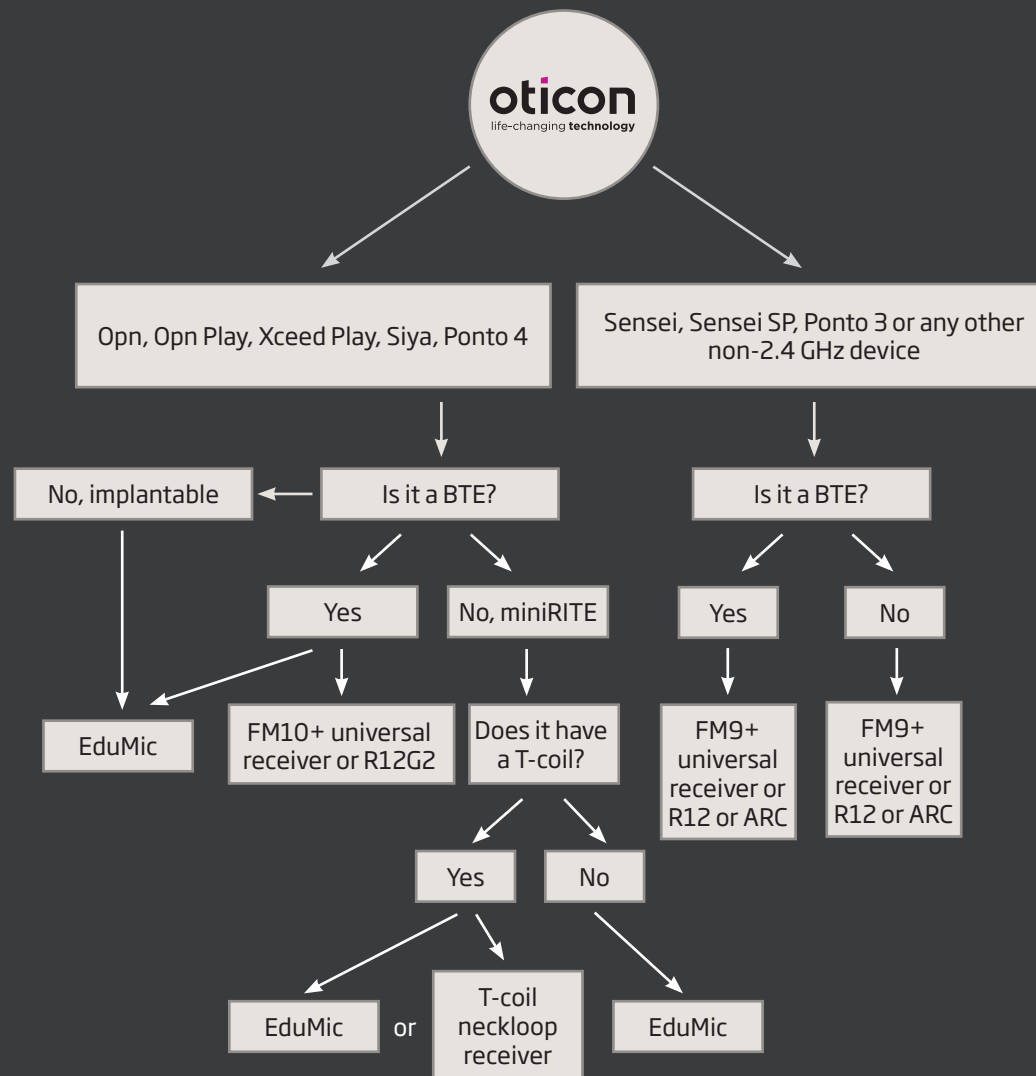 oticon
life-changing technology
Opn, Opn Play, Xceed Play, Siya, Ponto 4
Sensei, Sensei SP, Ponto 3 or any other
non-2.4 GHz device
No, implantable
Is it a BTE?
Is it a BTE?
Yes
No, miniRITE
Yes
No
EduMic
FM10+ universal
receiver or R12G2
Does it have
a T-coil?
FM9+
universal
receiver or
R12 or ARC
FM9+
universal
receiver or
R12 or ARC
Yes
No
EduMic
or
T-coil
neckloop
receiver
EduMic